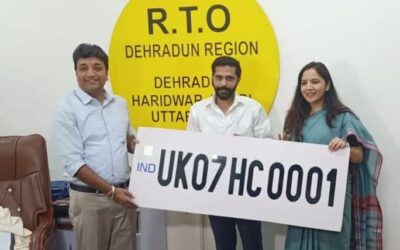 R.T.O
DEHRADUN REGION
DEHRAD
HARIDWAR
UTTAR
IND UK07HC0001